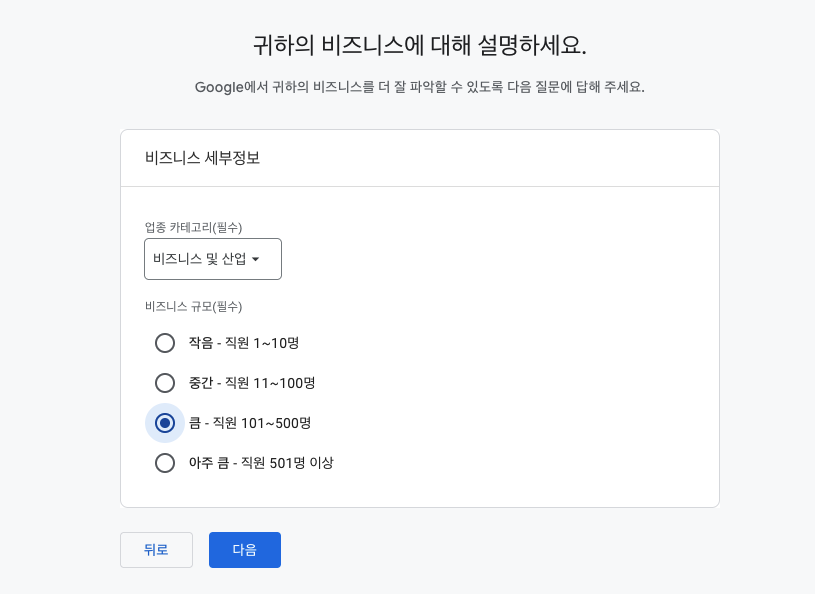 귀하의 비즈니스에 대해 설명하세요.
Google에서 귀하의 비즈니스를 더 잘 파악할 수 있도록 다음 질문에 답해 주세요.
비즈니스 세부정보
업종 카테고리(필수)
비즈니스 및 산업
비즈니스 규모(필수)
작음 - 직원 1~10명
중간 - 직원 11~100명
큼 - 직원 101~500명
아주 큼 - 직원 501명 이상
뒤로
다음